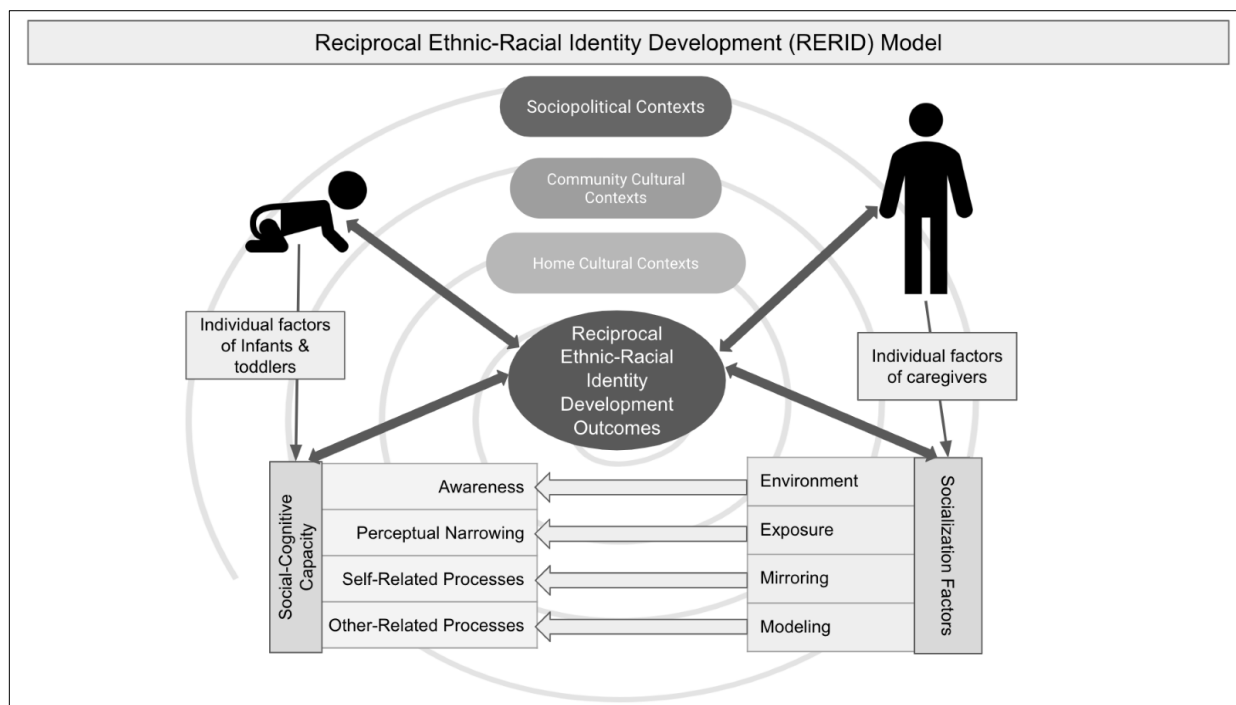 Reciprocal Ethnic-Racial Identity Development (RERID) Model
Sociopolitical Contexts
Community Cultural
Contexts
Home Cultural Contexts
Individual factors
of Infants &
toddlers
Reciprocal
Ethnic-Racial
Identity
Development
Outcomes
Individual factors
of caregivers
Social-Cognitive
Capacity
Awareness
Perceptual Narrowing
Self-Related Processes
Other-Related Processes
Environment
Exposure
Mirroring
Modeling
Socialization Factors